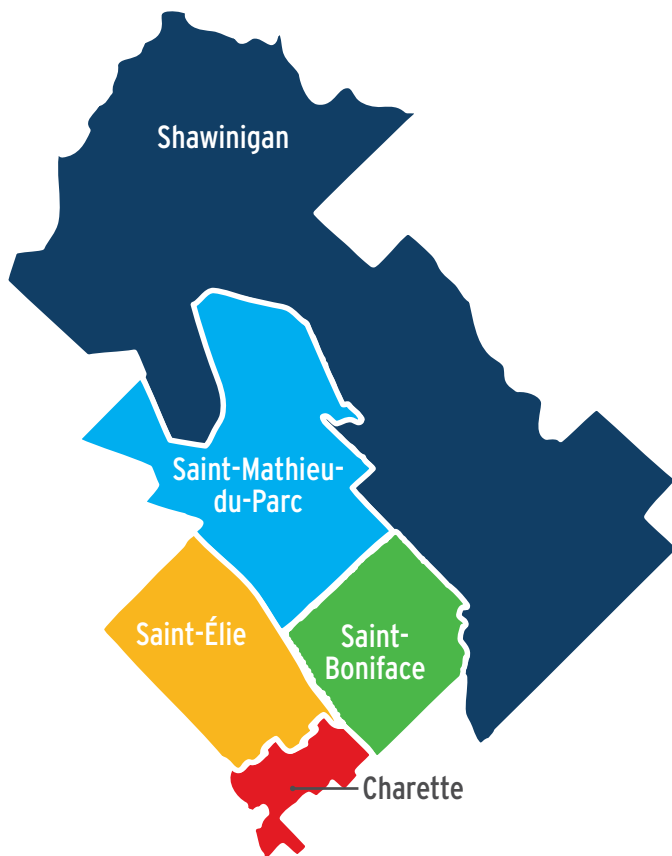 Shawinigan
Saint-Mathieu-
du-Parc
Saint-Élie
Saint-
Boniface
Charette